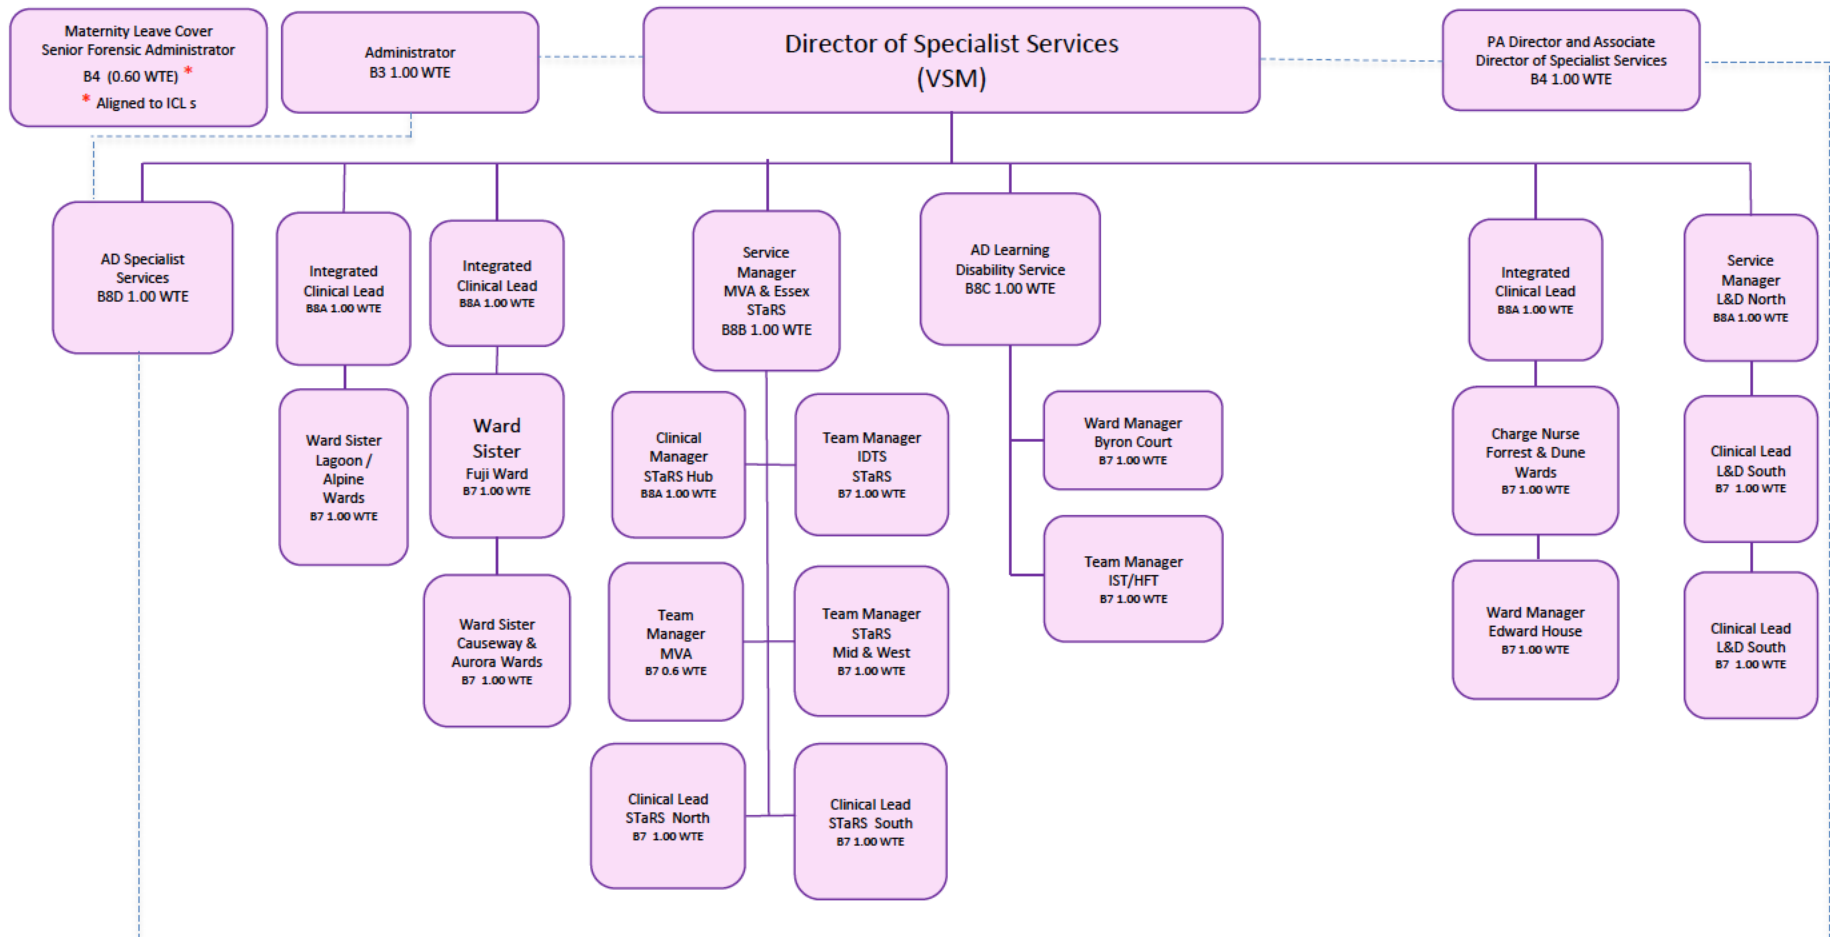 Maternity Leave Cover
Senior Forensic Administrator
B4 (0.60 WTE) *
* Aligned to ICL s
Administrator
B3 1.00 WTE
Director of Specialist Services
(VSM)
PA Director and Associate
Director of Specialist Services
B4 1.00 WTE
AD Specialist
Services
B8D 1.00 WTE
Integrated
Clinical Lead
B8A 1.00 WTE
Integrated
Clinical Lead
B8A 1.00 WTE
Service
Manager
MVA & Essex
STaRS
B8B 1.00 WTE
AD Learning
Disability Service
B8C 1.00 WTE
Integrated
Clinical Lead
B8A 1.00 WTE
Service
Manager
L&D North
B8A 1.00 WTE
Ward Sister
Lagoon /
Alpine
Wards
B7 1.00 WTE
Ward
Sister
Fuji Ward
B7 1.00 WTE
Clinical
Manager
STaRS Hub
B8A 1.00 WTE
Team Manager
IDTS
STaRS
B7 1.00 WTE
Ward Manager
Byron Court
B7 1.00 WTE
Charge Nurse
Forrest & Dune
Wards
B7 1.00 WTE
Clinical Lead
L&D South
B7 1.00 WTE
Ward Sister
Causeway &
Aurora Wards
B7 1.00 WTE
Team
Manager
MVA
B7 0.6 WTE
Team Manager
STaRS
Mid & West
B7 1.00 WTE
Team Manager
IST/HFT
B7 1.00 WTE
Ward Manager
Edward House
B7 1.00 WTE
Clinical Lead
L&D South
B7 1.00 WTE
Clinical Lead
STaRS North
B7 1.00 WTE
Clinical Lead
STaRS South
B7 1.00 WTE